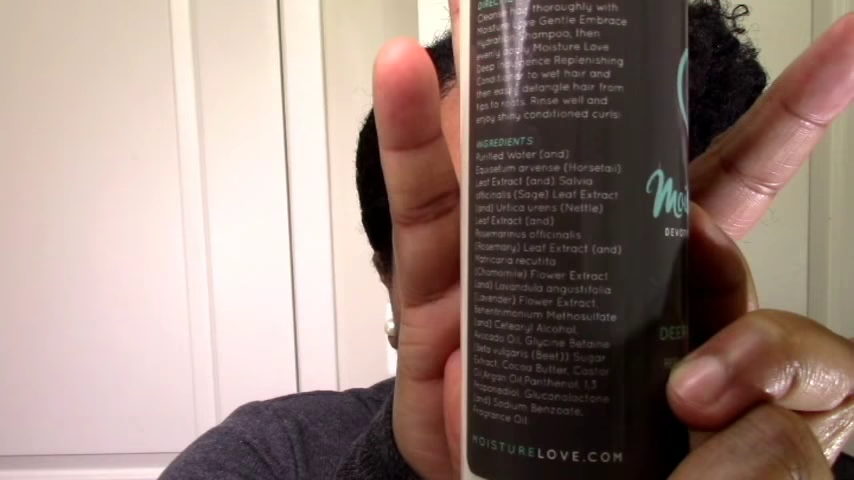 DIREC
Cleanse hair thoroughly with
Moisture Love Gentle Embrace
Hydrating Shampoo, then
evenly apply Moisture Love
Deep Indulgence Replenishing
Conditioner to wet hair and
then easily detangle hair from
tips to roots. Rinse well and
enjoy shiny conditioned curls!
INGREDIENTS
Purified Water (and)
Equisetum arvense (Horsetail)
Leaf Extract (and) Salvia
officinalis (Sage) Leaf Extract
(and) Urtica urens (Nettle)
Leaf Extract (and)
Rosemarinus officinalis
(Rosemary) Leaf Extract (and)
Matricaria recutita
(Chamomile) Flower Extract
(and) Lavandula angustifolia
(Lavender) Flower Extract,
Behentrimonium Methosulfate
(and) Cetearyl Alcohol,
Avocado Oil, Glycine Betaine
(Beta vulgaris (Beet)) Sugar
Extract, Cocoa Butter, Castor
Oil, Argan Oil, Panthenol, 1,3
Propanediol, Gluconolactone
(and) Sodium Benzoate,
Fragrance Oil
MOISTURELOVE.COM
Moi
DEVOT
DEEP